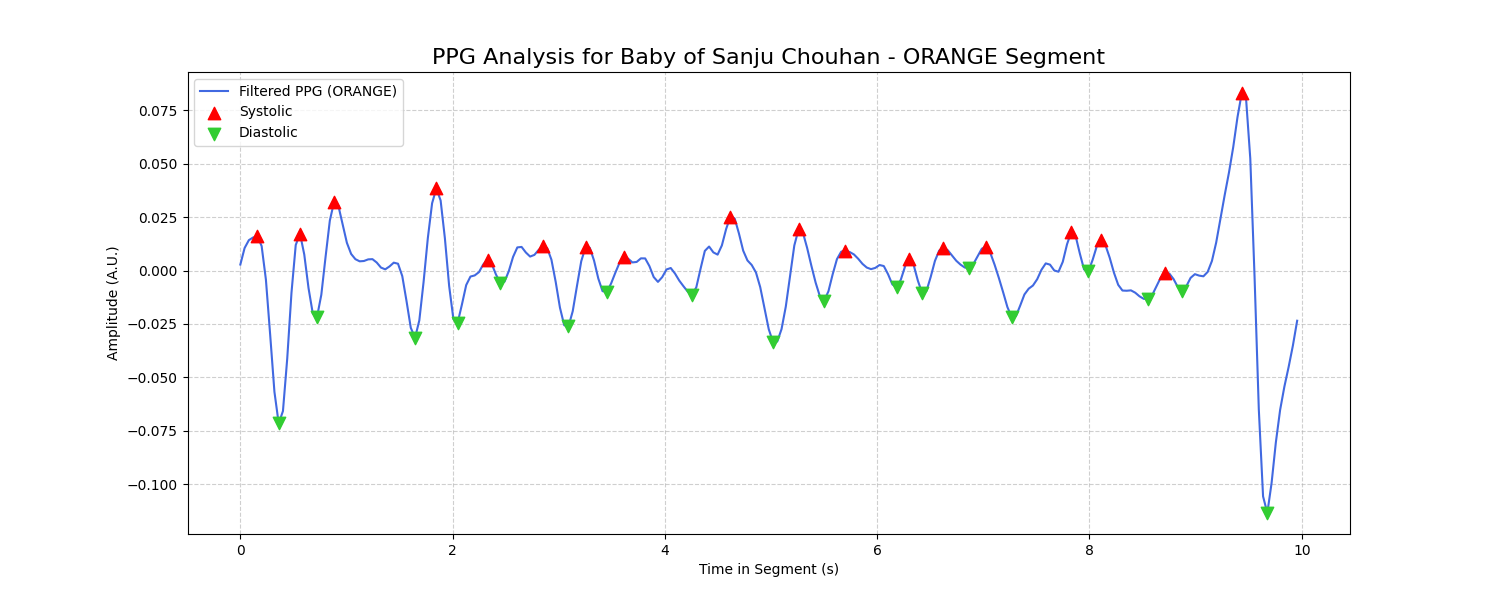 PPG Analysis for Baby of Sanju Chouhan - ORANGE Segment
Filtered PPG (ORANGE)
Systolic
Diastolic
Amplitude (A.U.)
0.075
0.050
0.025
0.000
−0.025
−0.050
−0.075
−0.100
0 2 4 6 8 10
Time in Segment (s)